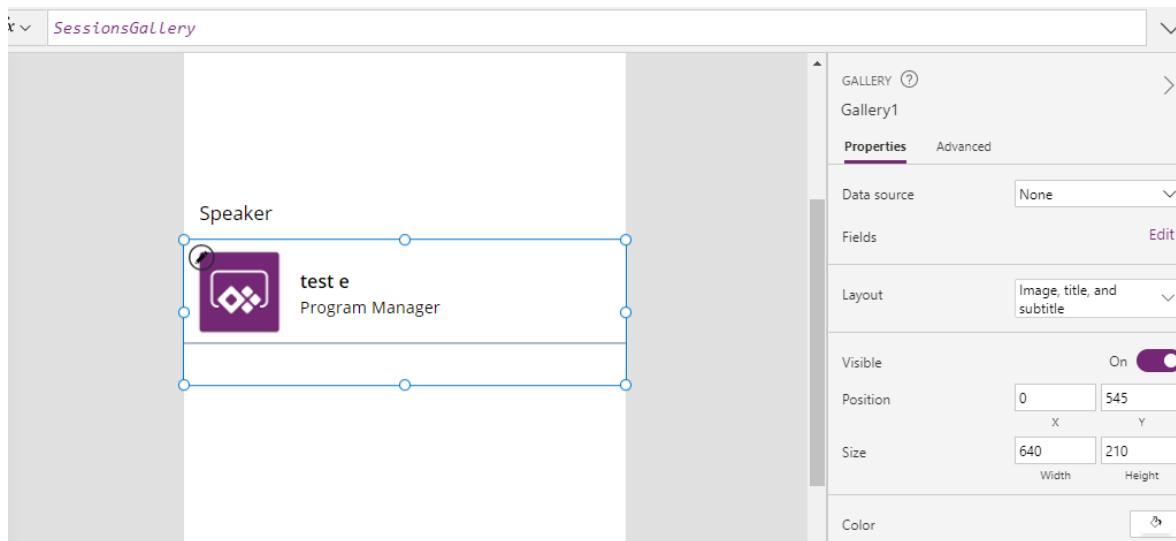 SessionsGallery
GALLERY ?
Gallery1
Properties Advanced
Data source None
Fields Edit
Layout Image, title, and
subtitle
Visible On
Position 0 545
X Y
Size 640 210
Width Height
Color
Speaker
test e
Program Manager